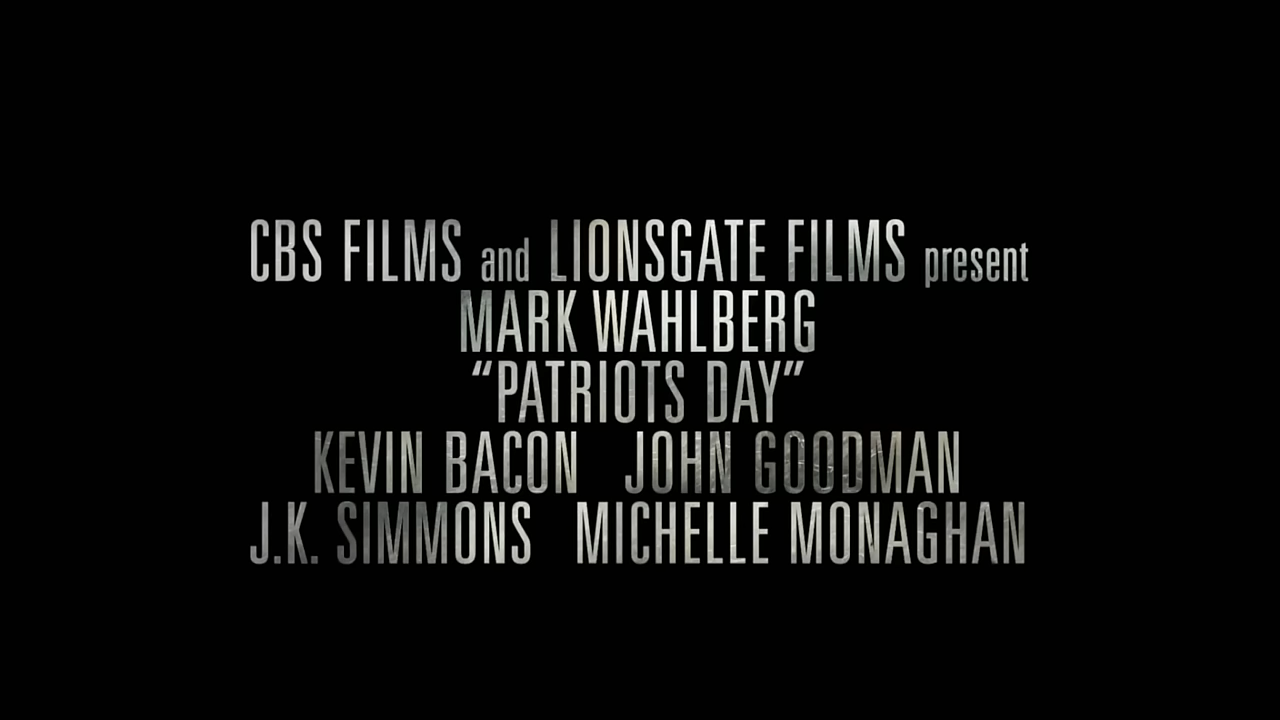 CBS FILMS and LIONSGATE FILMS present
MARK WAHLBERG
“PATRIOTS DAY”
KEVIN BACON JOHN GOODMAN
J.K. SIMMONS MICHELLE MONAGHAN